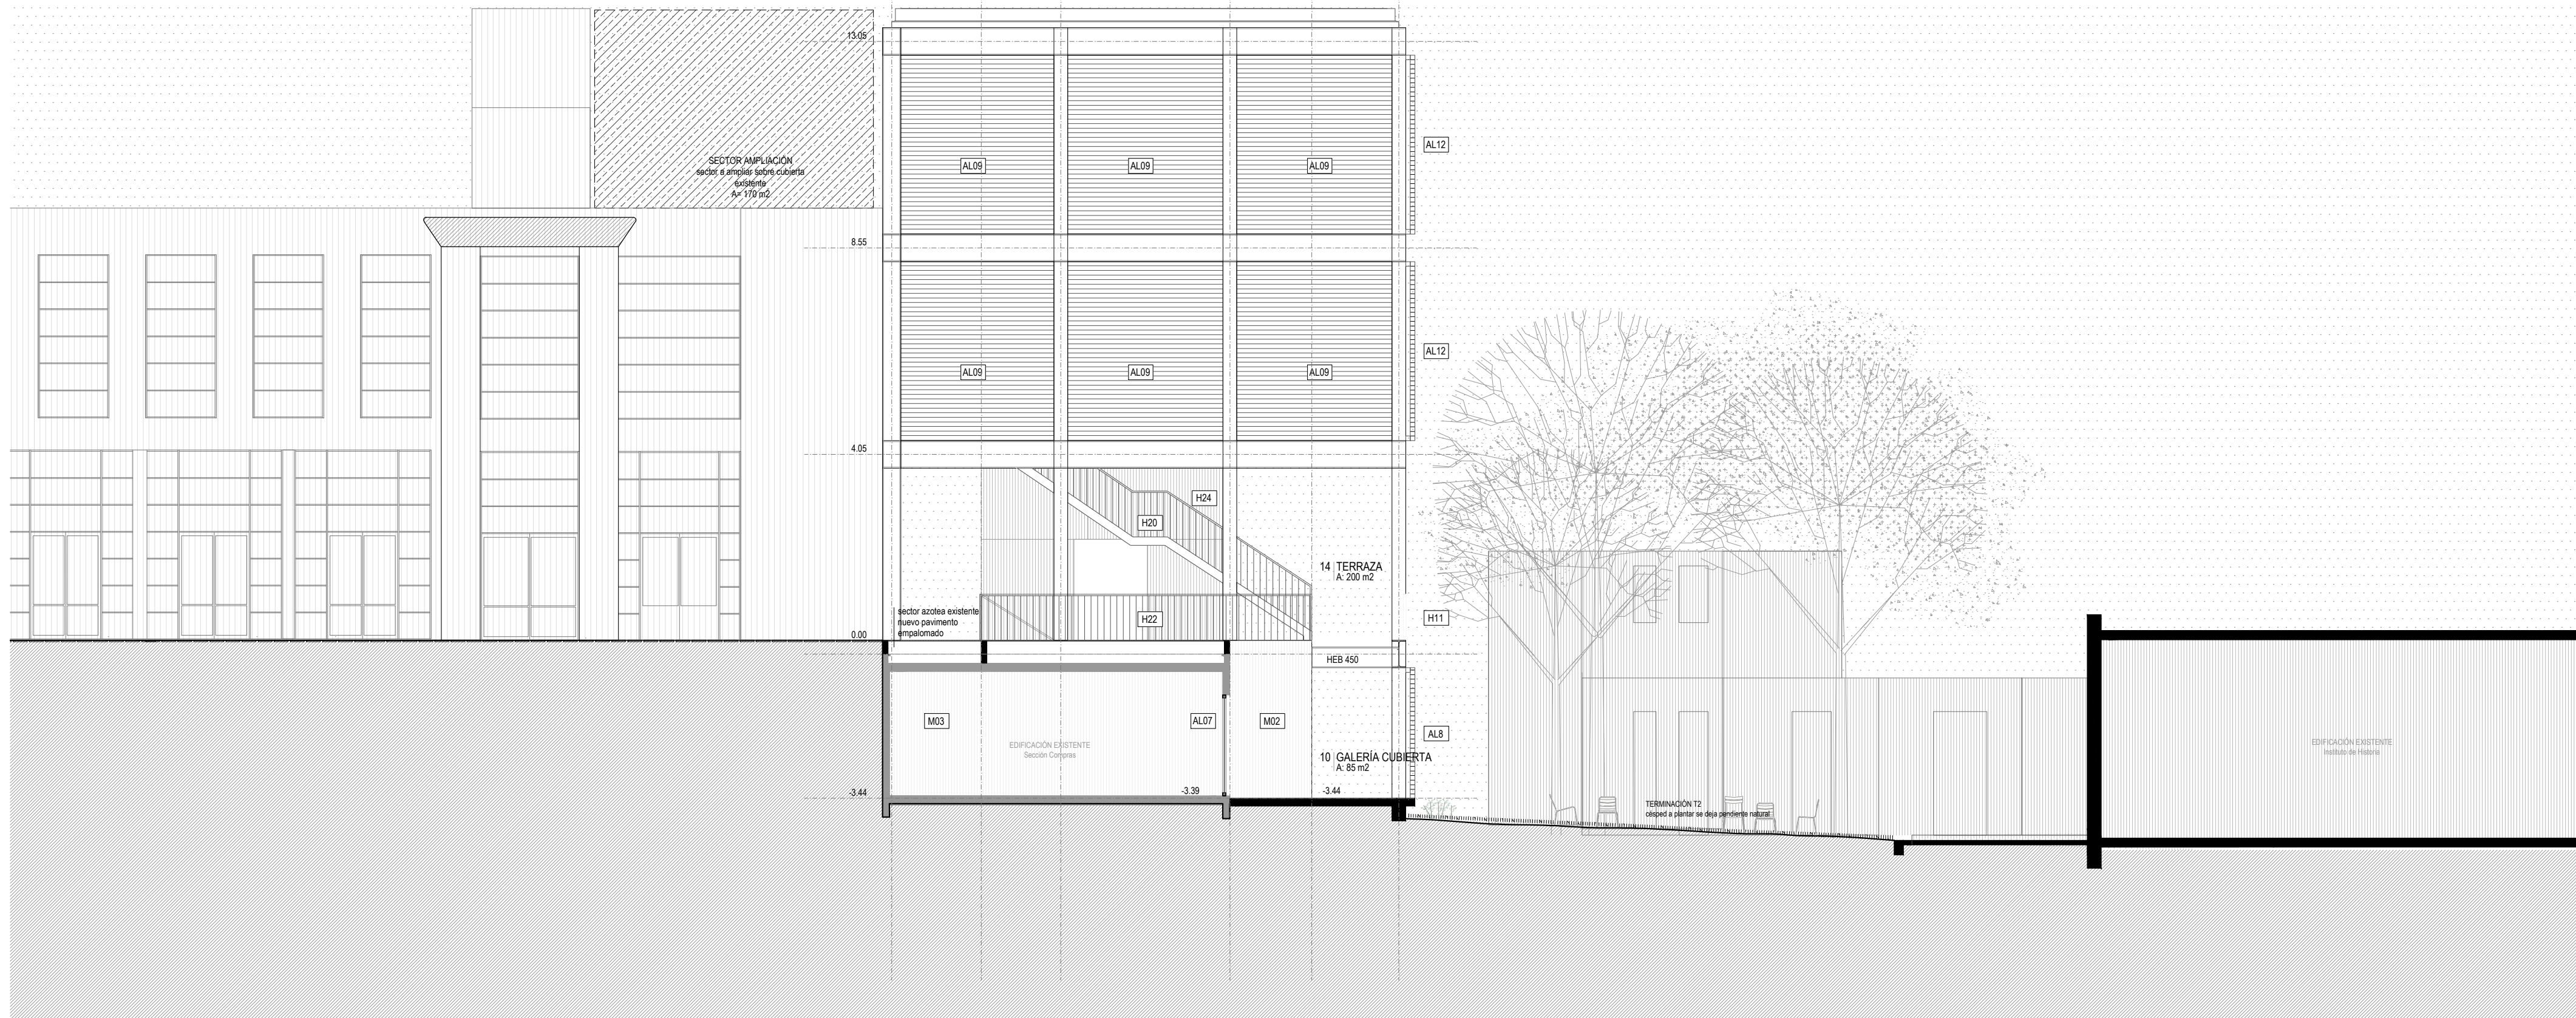 13.05
SECTOR AMPLIACIÓN
sector a ampliar sobre cubierta
existente
A= 170 m2
AL09
AL09
AL09
AL12
8.55
AL09
AL09
AL09
AL12
4.05
H24
H20
14 TERRAZA
A: 200 m2
sector azotea existente
nuevo pavimento
empalomado
H22
H11
0.00
HEB 450
M03
AL07
M02
AL8
EDIFICACIÓN EXISTENTE
Sección Compras
10 GALERÍA CUBIERTA
A: 85 m2
EDIFICACIÓN EXISTENTE
Instituto de Historia
-3.44
-3.39
-3.44
TERMINACIÓN T2
césped a plantar se deja pendiente natural